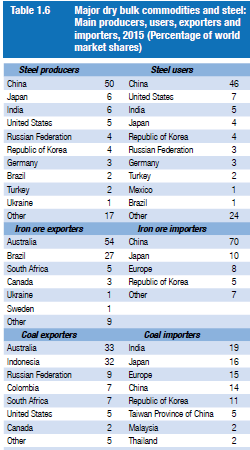 Table 1.6 Major dry bulk commodities and steel:
Main producers, users, exporters and
importers, 2015 (Percentage of world
market shares)
Steel producers Steel users
China 50 China 46
Japan 6 United States 7
India 6 India 5
United States 5 Japan 4
Russian Federation 4 Republic of Korea 4
Republic of Korea 4 Russian Federation 3
Germany 3 Germany 3
Brazil 2 Turkey 2
Turkey 2 Mexico 1
Ukraine 1 Brazil 1
Other 17 Other 24
Iron ore exporters Iron ore importers
Australia 54 China 70
Brazil 27 Japan 10
South Africa 5 Europe 8
Canada 3 Republic of Korea 5
Ukraine 1 Other 7
Sweden 1
Other 9
Coal exporters Coal importers
Australia 33 India 19
Indonesia 32 Japan 16
Russian Federation 9 Europe 15
Colombia 7 China 14
South Africa 7 Republic of Korea 11
United States 5 Taiwan Province of China 5
Canada 2 Malaysia 2
Other 5 Thailand 2